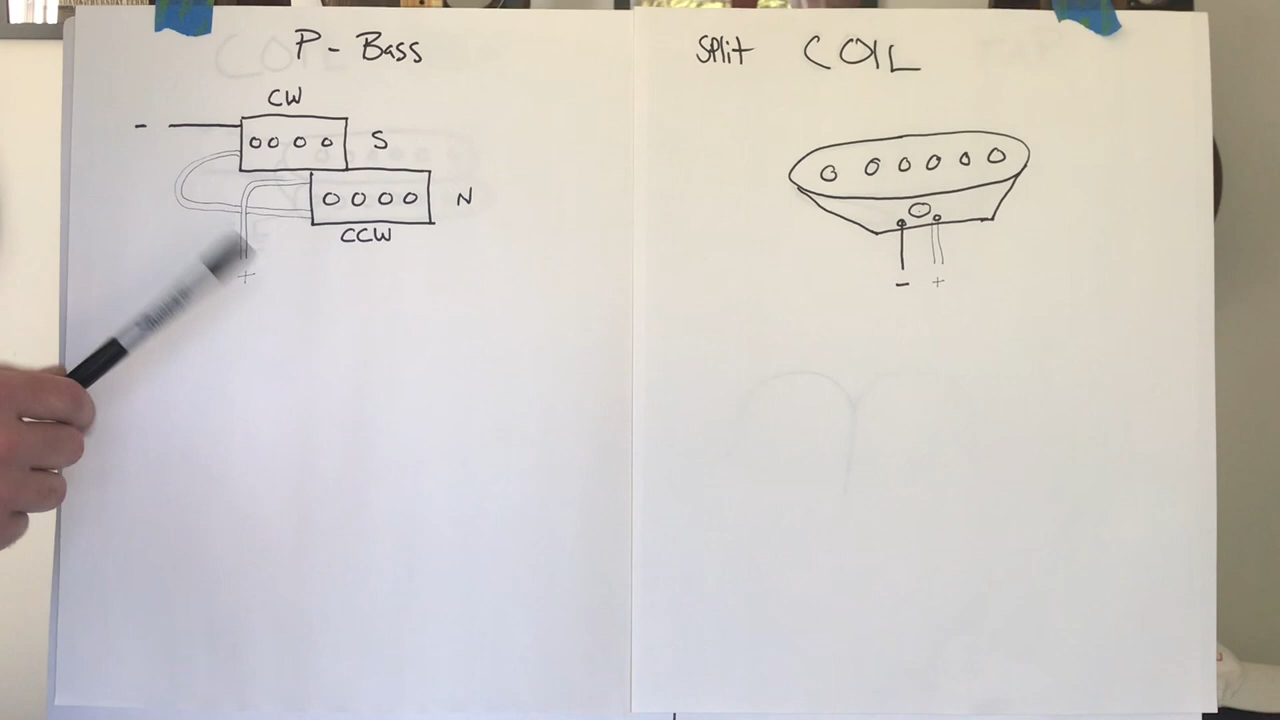 P - Bass
CW
- S
N
CCW
+
Split COIL
- +